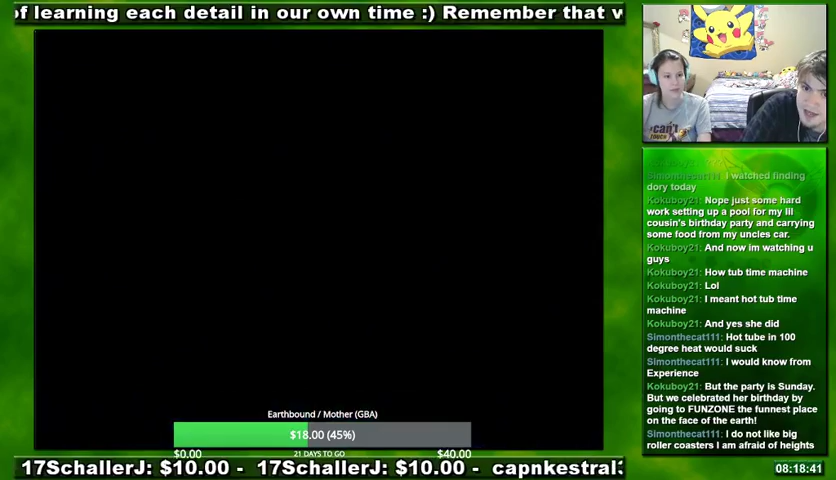 of learning each detail in our own time :) Remember that
can't
Simonthecat111: I watched finding
dory today
Kokuboy21: Nope just some hard
work setting up a pool for my lil
cousin's birthday party and carrying
some food from my uncles car.
Kokuboy21: And now im watching u
guys
Kokuboy21: How tub time machine
Kokuboy21: Lol
Kokuboy21: I meant hot tub time
machine
Kokuboy21: And yes she did
Simonthecat111: Hot tube in 100
degree heat would suck
Simonthecat111: I would know from
Experience
Kokuboy21: But the party is Sunday.
But we celebrated her birthday by
going to FUNZONE the funnest place
on the face of the earth!
Simonthecat111: I do not like big
roller coasters I am afraid of heights
Earthbound / Mother (GBA)
$18.00 (45%)
$0.00
21 DAYS TO GO
$40.00
17SchallerJ: $10.00 - 17SchallerJ: $10.00 - capnkestral
08:18:41